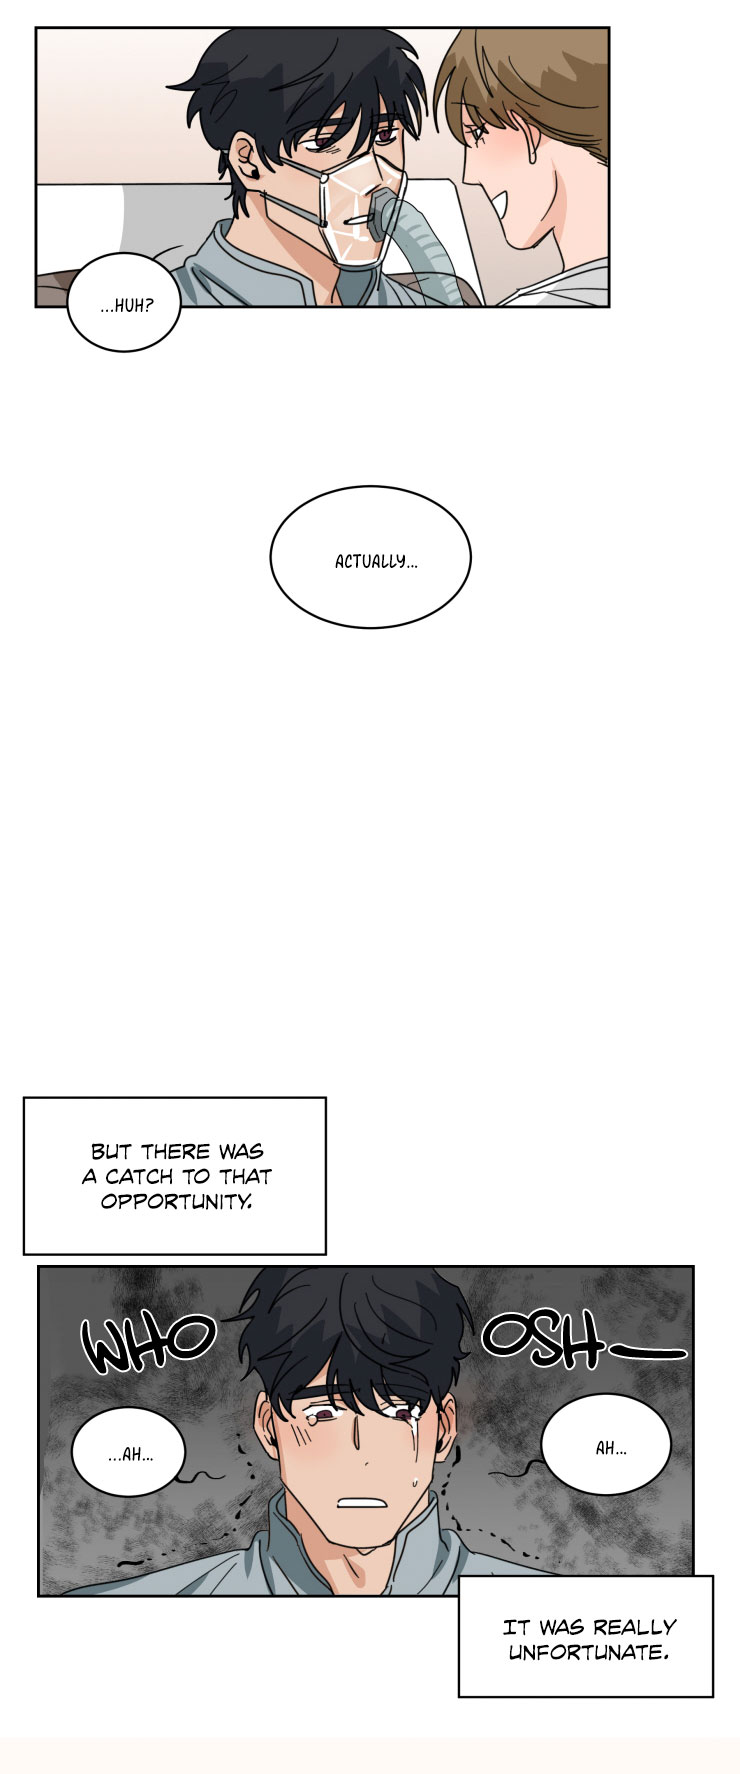 ...HUH?
ACTUALLY...
BUT THERE WAS
A CATCH TO THAT
OPPORTUNITY.
WHO OSH—
...AH...
AH...
IT WAS REALLY
UNFORTUNATE.